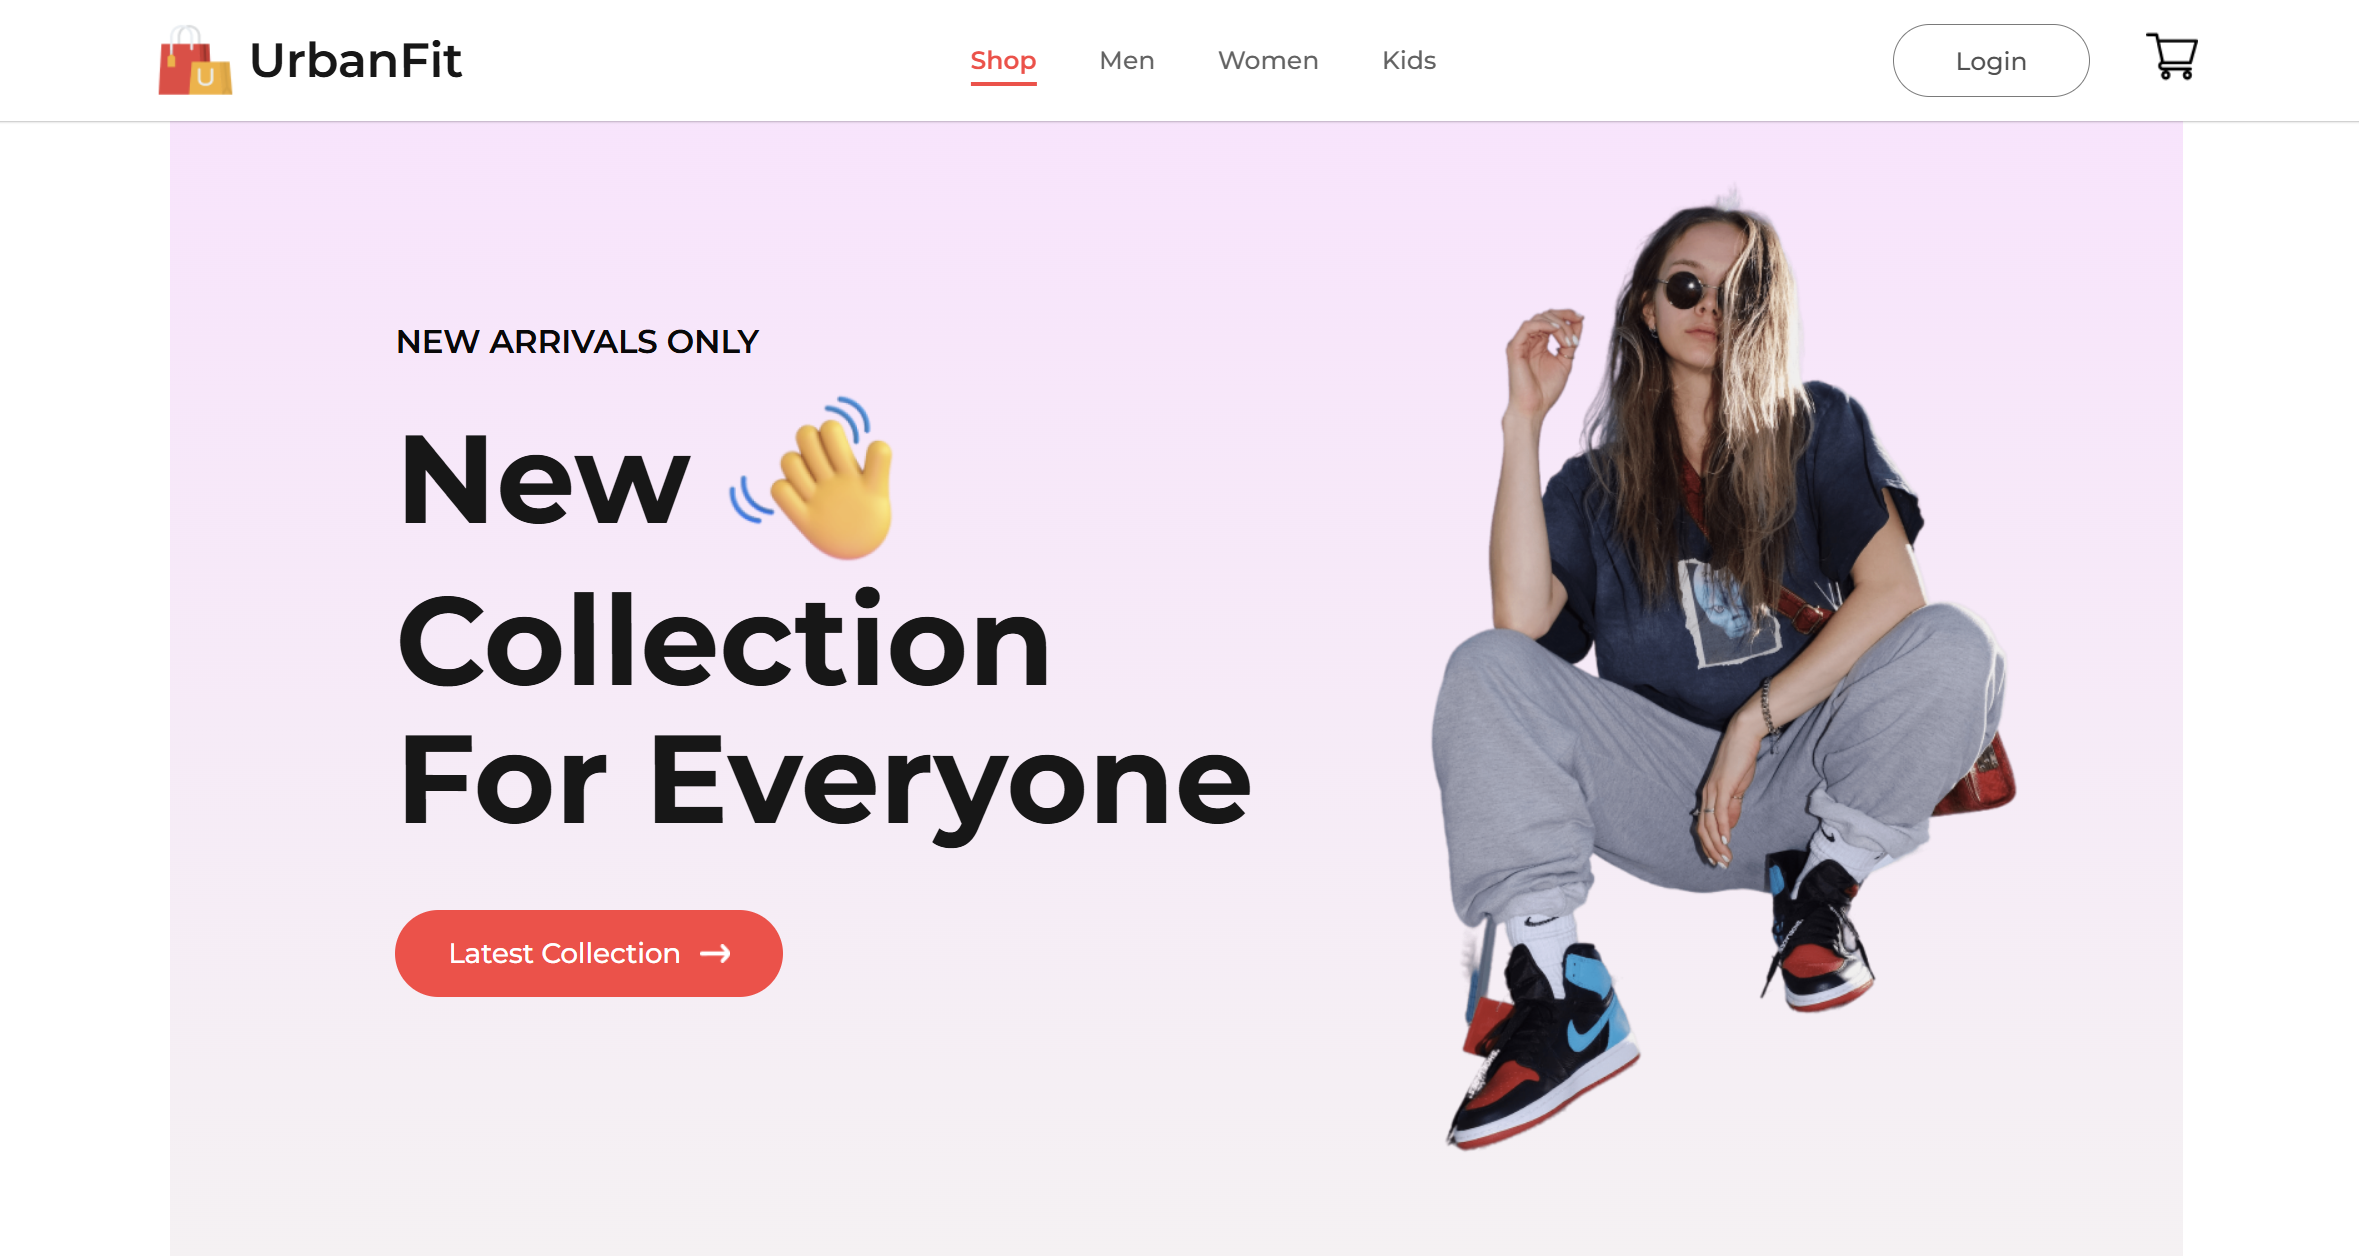 U
UrbanFit
Shop
Men
Women
Kids
Login
NEW ARRIVALS ONLY
New
Collection
For Everyone
Latest Collection →